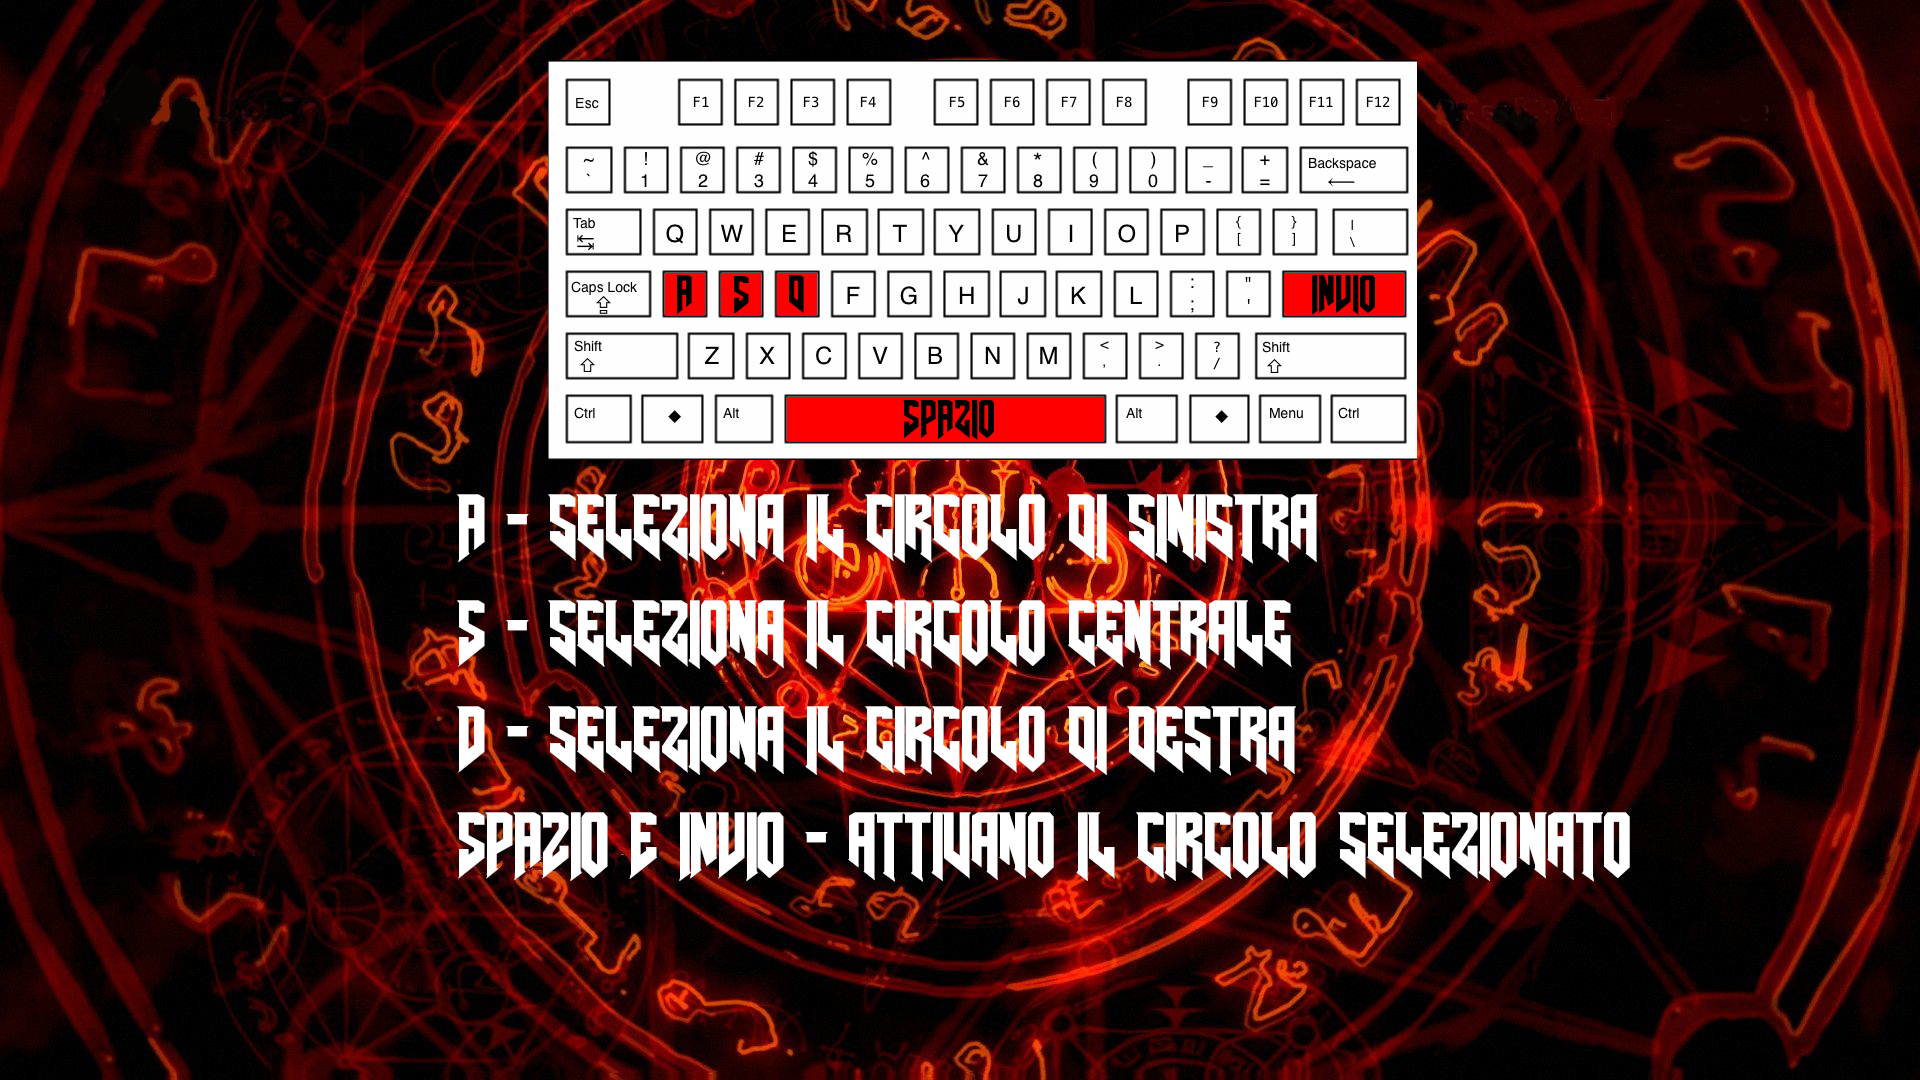 Esc F1 F2 F3 F4 F5 F6 F7 F8 F9 F10 F11 F12
~ ! @ # $ % ^ & * ( ) _ + Backspace
` 1 2 3 4 5 6 7 8 9 0 - = ←
Tab Q W E R T Y U I O P { } |
[ ] \
Caps Lock A S D F G H J K L : " INVIO
; '
Shift Z X C V B N M < > ? Shift
, . /
Ctrl ◆ Alt SPAZIO Alt ◆ Menu Ctrl
A - SELEZIONA IL CIRCOLO DI SINISTRA
S - SELEZIONA IL CIRCOLO CENTRALE
D - SELEZIONA IL CIRCOLO DI DESTRA
SPAZIO E INVIO - ATTIVANO IL CIRCOLO SELEZIONATO